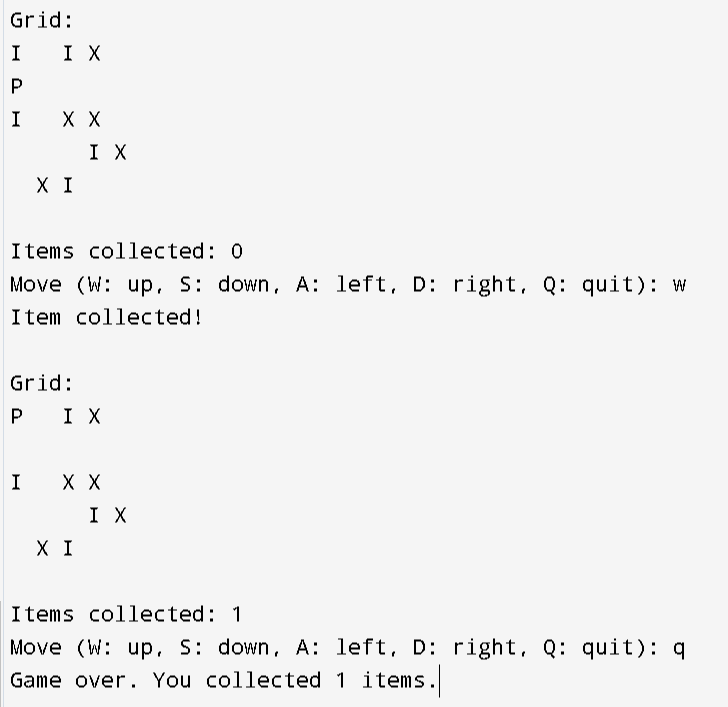 Grid:
I   I X
P
I   X X
      I X
  X I
Items collected: 0
Move (W: up, S: down, A: left, D: right, Q: quit): w
Item collected!
Grid:
P   I X
I   X X
      I X
  X I
Items collected: 1
Move (W: up, S: down, A: left, D: right, Q: quit): q
Game over. You collected 1 items.